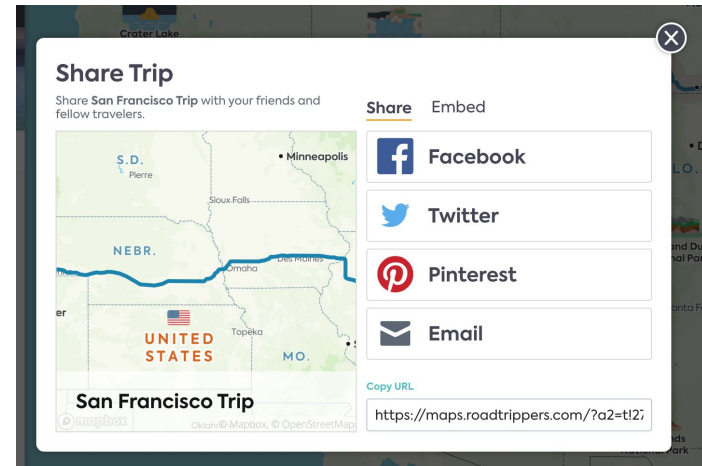 Crater Lake
Share Trip
Share San Francisco Trip with your friends and
fellow travelers.
S.D.
Pierre
Minneapolis
Sioux Falls
NEBR.
Omaha
Des Moines
UNITED
STATES
Topeka
MO.
San Francisco Trip
mapbox
© Mapbox, © OpenStreetMap
Share
Embed
Facebook
Twitter
Pinterest
Email
Copy URL
https://maps.roadtrippers.com/?a2=t!27
LO.